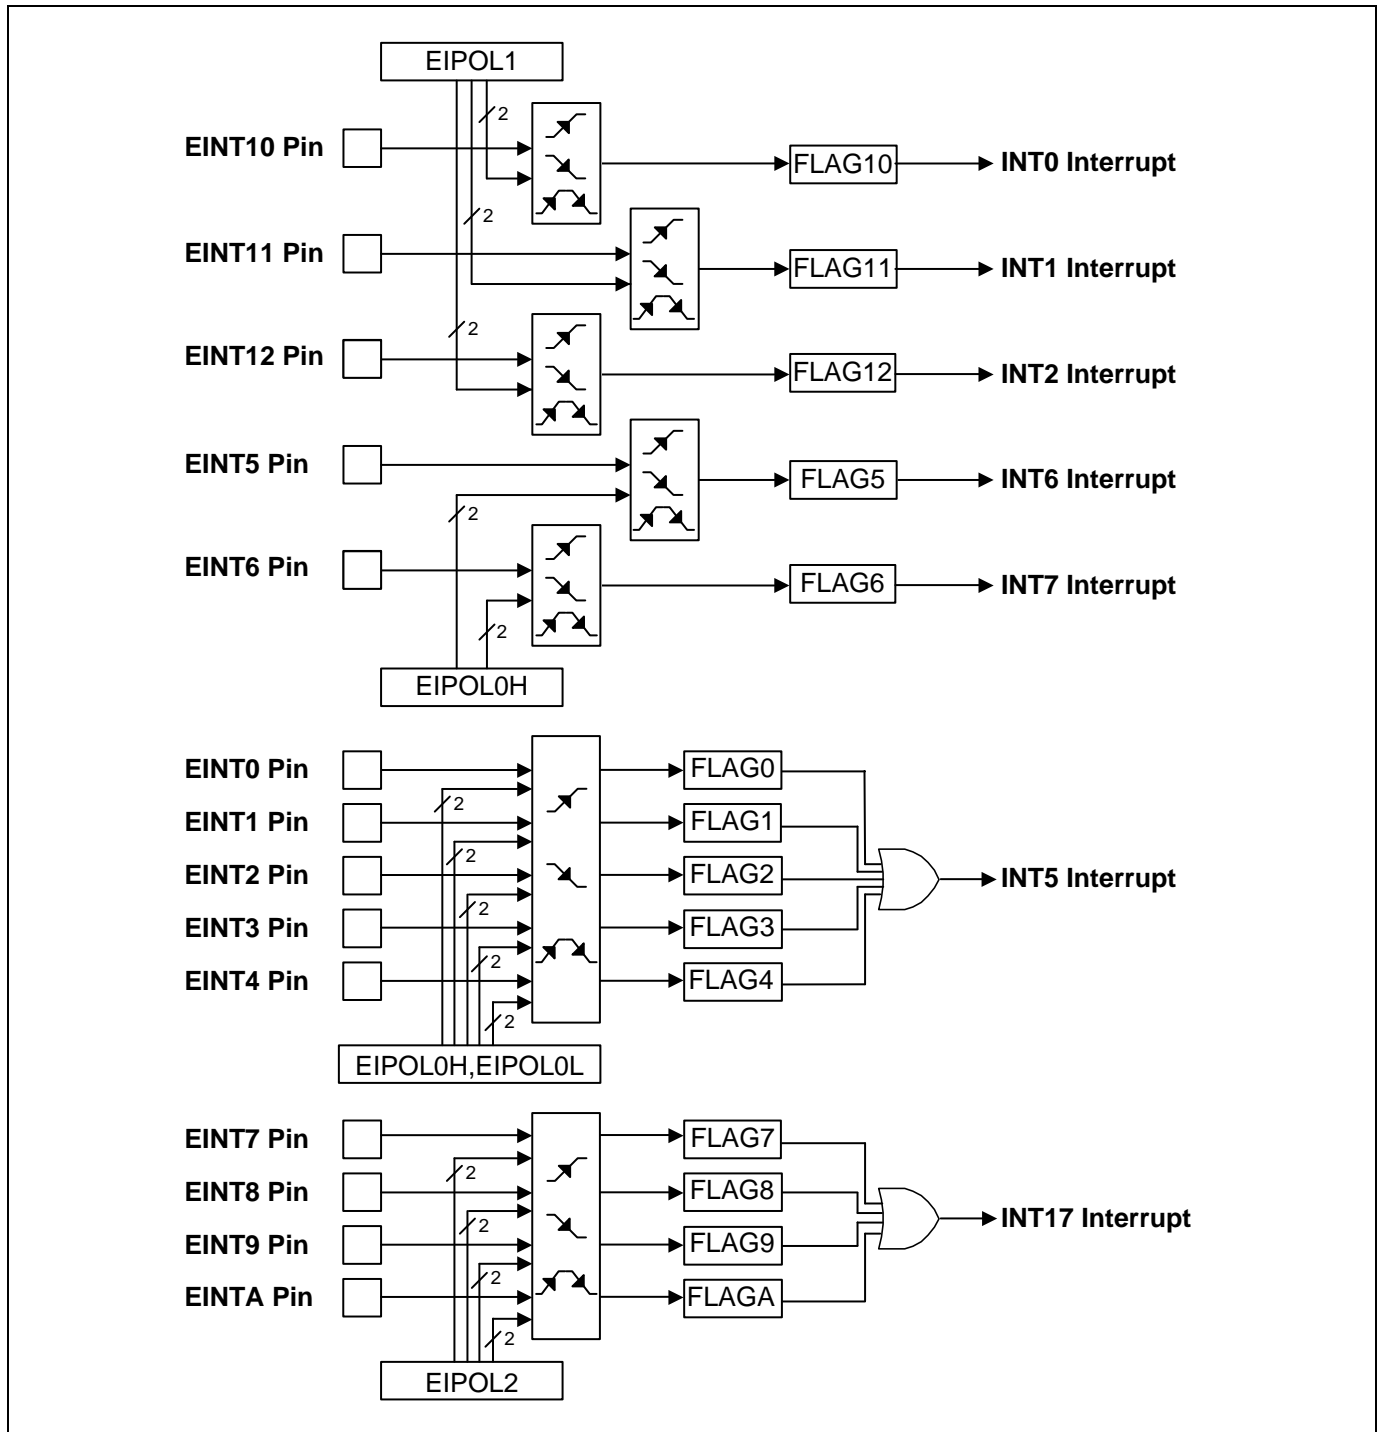 EIPOL1
2
EINT10 Pin
FLAG10
INT0 Interrupt
2
EINT11 Pin
FLAG11
INT1 Interrupt
2
EINT12 Pin
FLAG12
INT2 Interrupt
EINT5 Pin
FLAG5
INT6 Interrupt
2
EINT6 Pin
FLAG6
INT7 Interrupt
2
EIPOL0H
EINT0 Pin
FLAG0
2
EINT1 Pin
FLAG1
2
EINT2 Pin
FLAG2
INT5 Interrupt
2
EINT3 Pin
FLAG3
2
EINT4 Pin
FLAG4
2
EIPOL0H,EIPOL0L
EINT7 Pin
FLAG7
2
EINT8 Pin
FLAG8
INT17 Interrupt
2
EINT9 Pin
FLAG9
2
EINTA Pin
FLAGA
2
EIPOL2